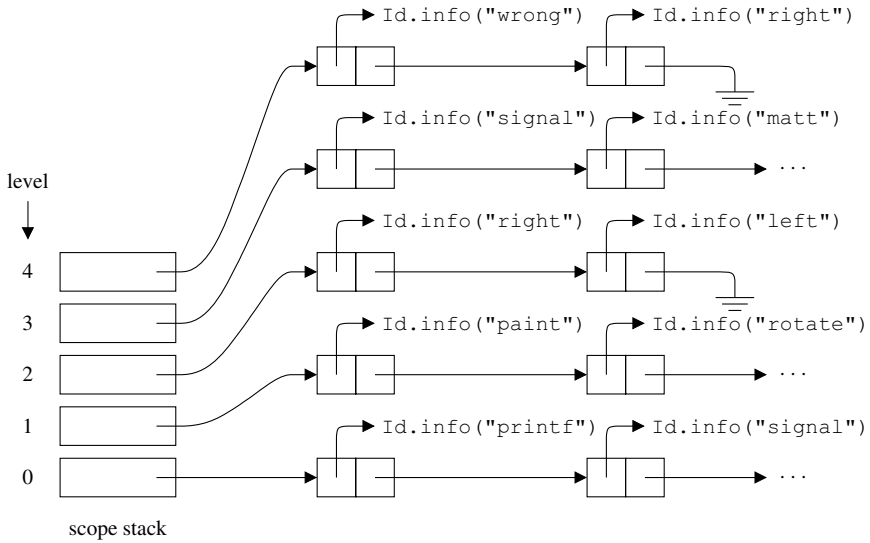 Id.info("wrong") Id.info("right")
Id.info("signal") Id.info("matt")
···
level
Id.info("right") Id.info("left")
4
3
Id.info("paint") Id.info("rotate")
2 ···
1
Id.info("printf") Id.info("signal")
0 ···
scope stack